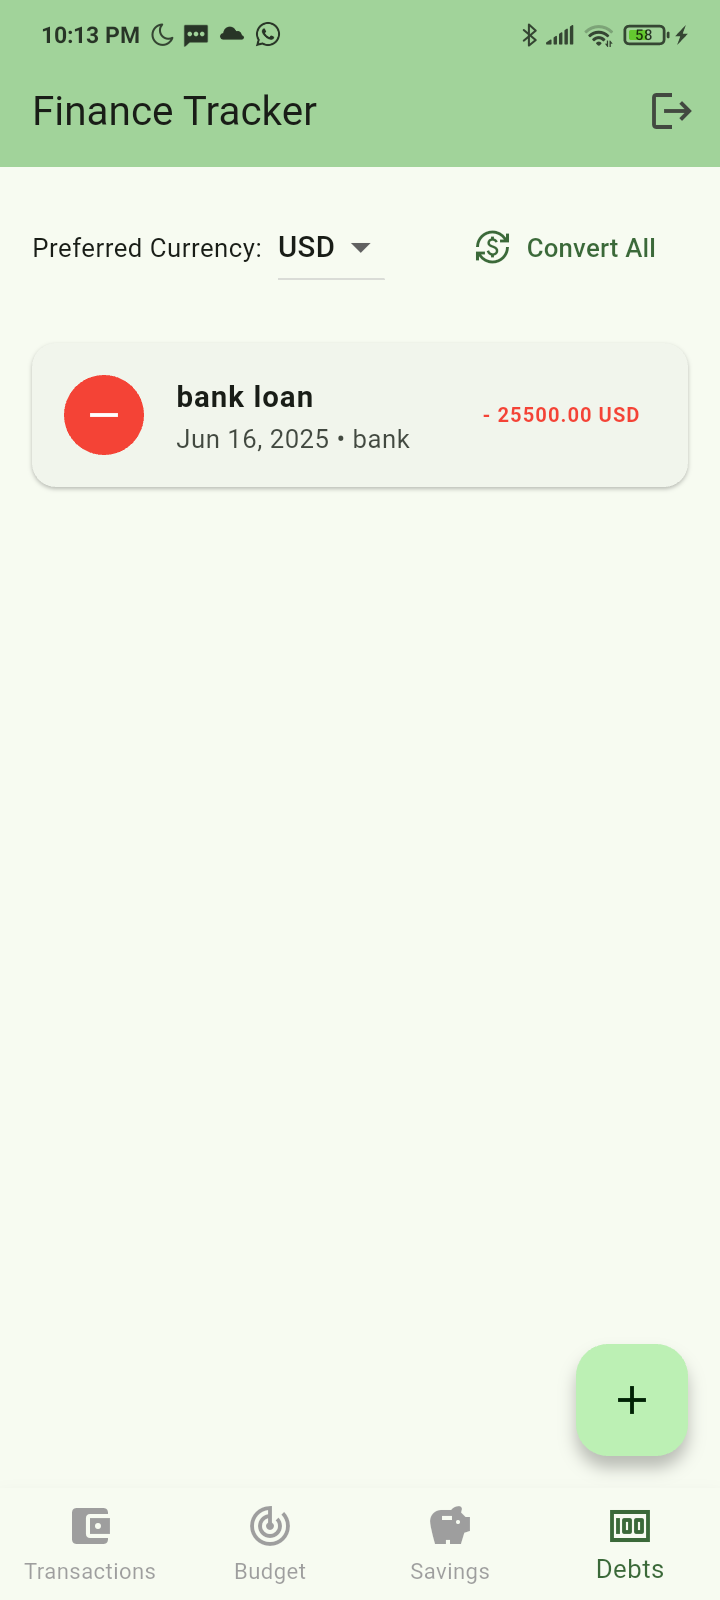 10:13 PM
58
Finance Tracker
Preferred Currency: USD
Convert All
bank loan
Jun 16, 2025 • bank
- 25500.00 USD
+
Transactions
Budget
Savings
100
Debts